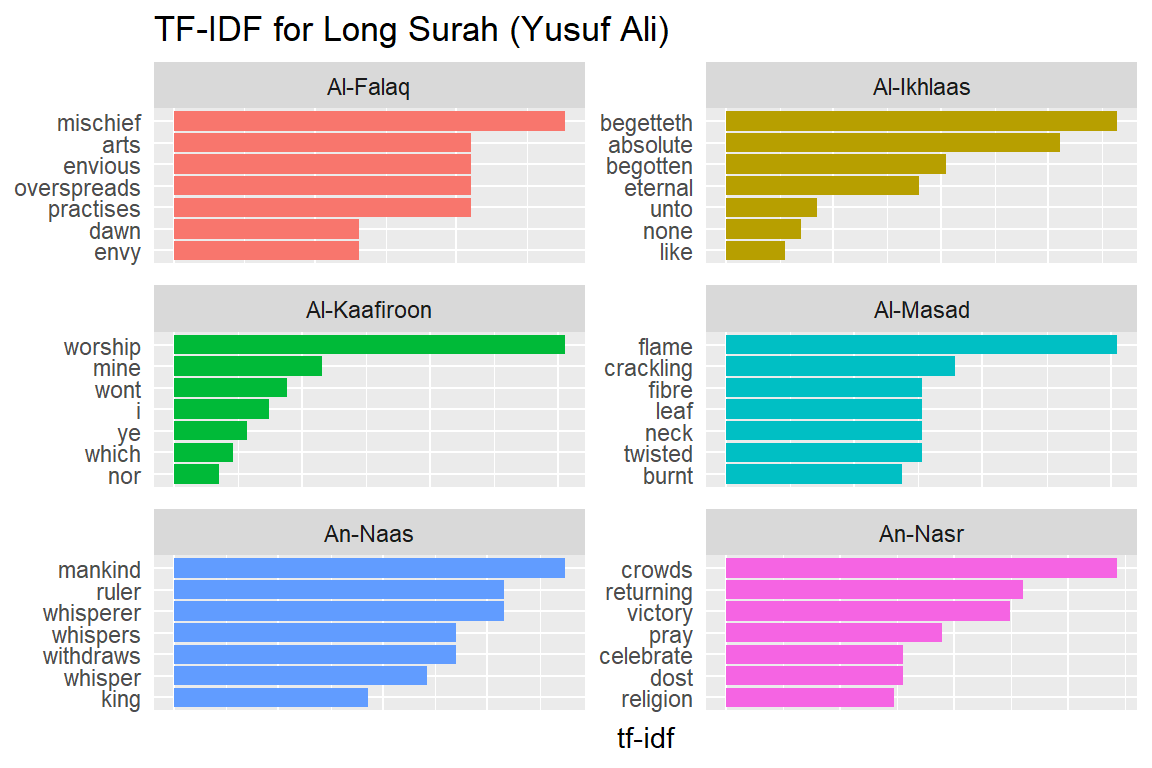 TF-IDF for Long Surah (Yusuf Ali)
Al-Falaq
mischief
arts
envious
overspreads
practises
dawn
envy
Al-Ikhlaas
begetteth
absolute
begotten
eternal
unto
none
like
Al-Kaafiroon
worship
mine
wont
i
ye
which
nor
Al-Masad
flame
crackling
fibre
leaf
neck
twisted
burnt
An-Naas
mankind
ruler
whisperer
whispers
withdraws
whisper
king
An-Nasr
crowds
returning
victory
pray
celebrate
dost
religion
tf-idf